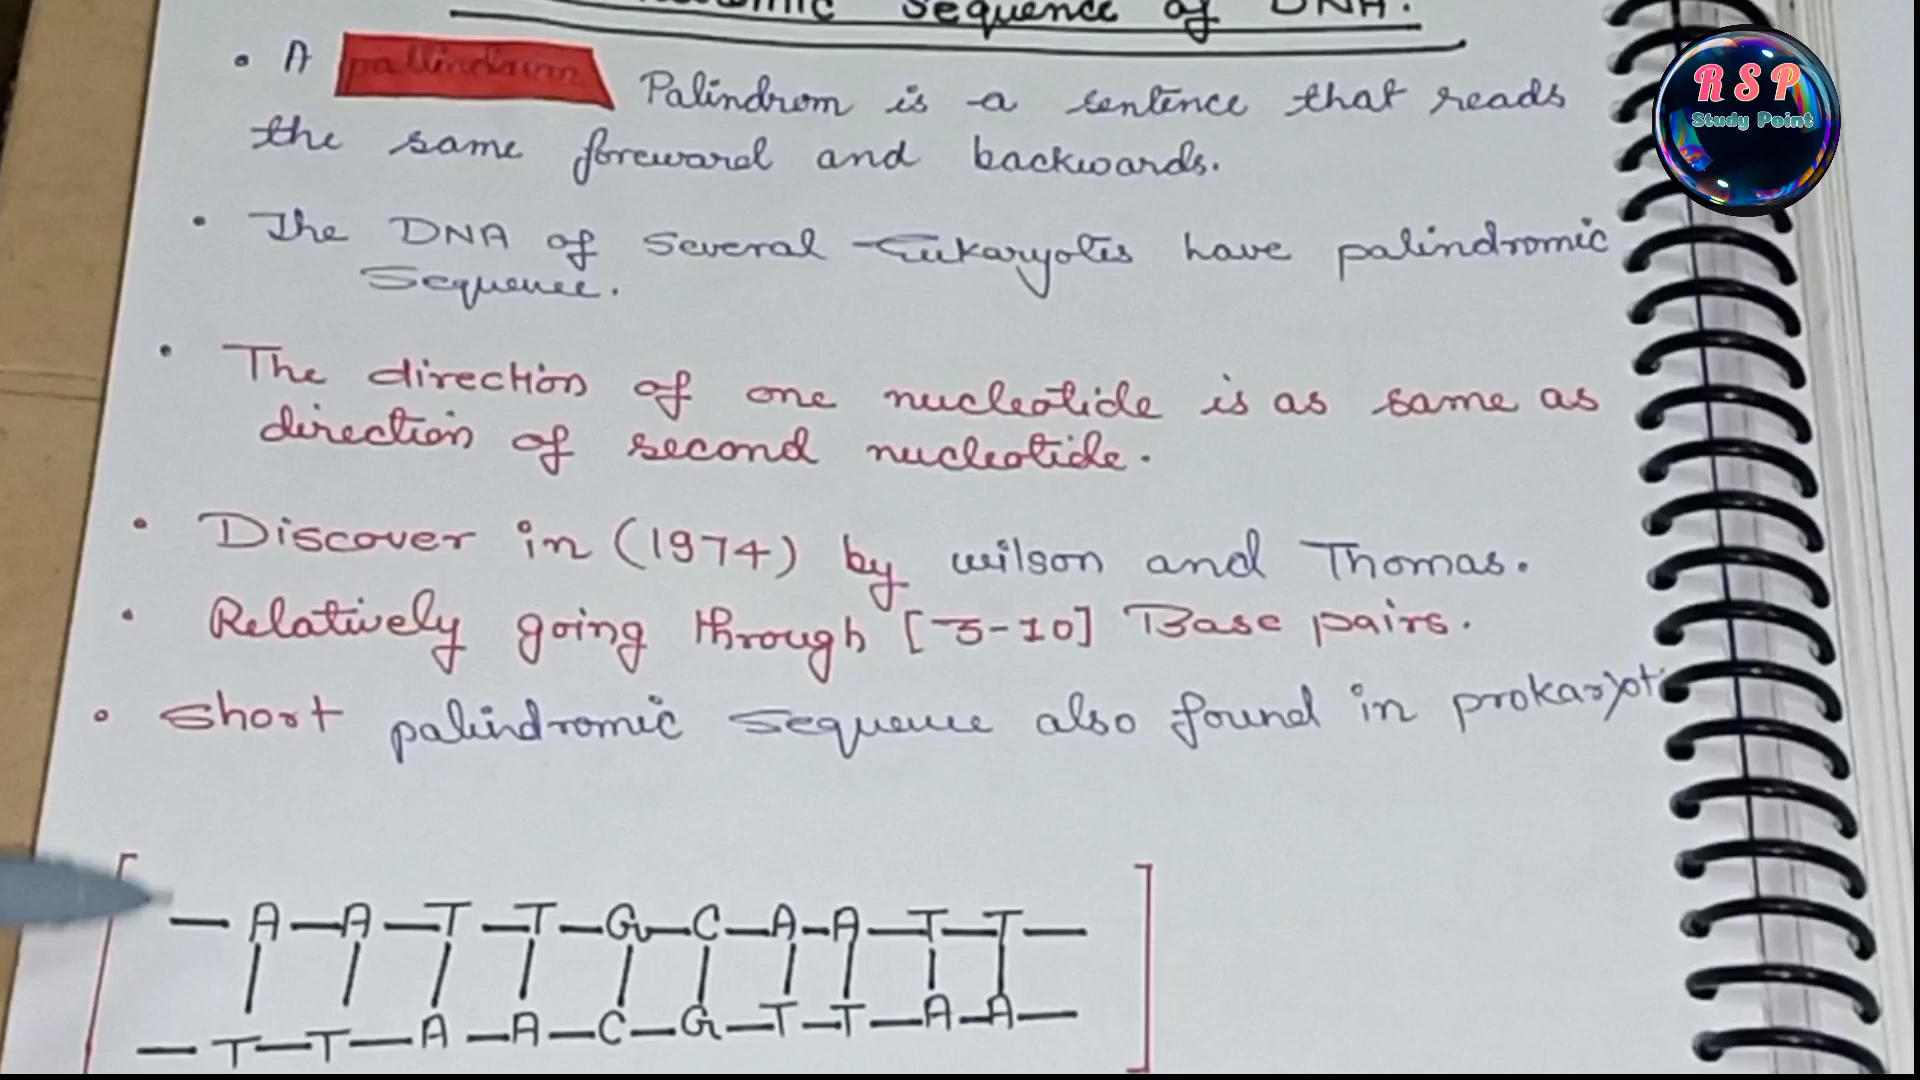 Sequence of DNA.
• A Palindrom is a sentence that reads
the same foreward and backwards.
• The DNA of several Eukaryotes have palindromic
Sequence.
• The direction of one nucleotide is as same as
direction of second nucleotide.
• Discover in (1974) by wilson and Thomas.
• Relatively going through [3-10] Base pairs.
• Short palindromic sequence also found in prokaryoti
— A — A — T — T — G — C — A — A — T — T —
— T — T — A — A — C — G — T — T — A — A —
RSP
Study Point